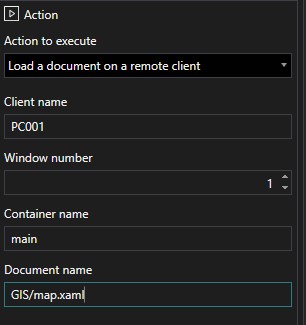 Action
Action to execute
Load a document on a remote client
Client name
PC001
Window number
1
Container name
main
Document name
GIS/map.xaml